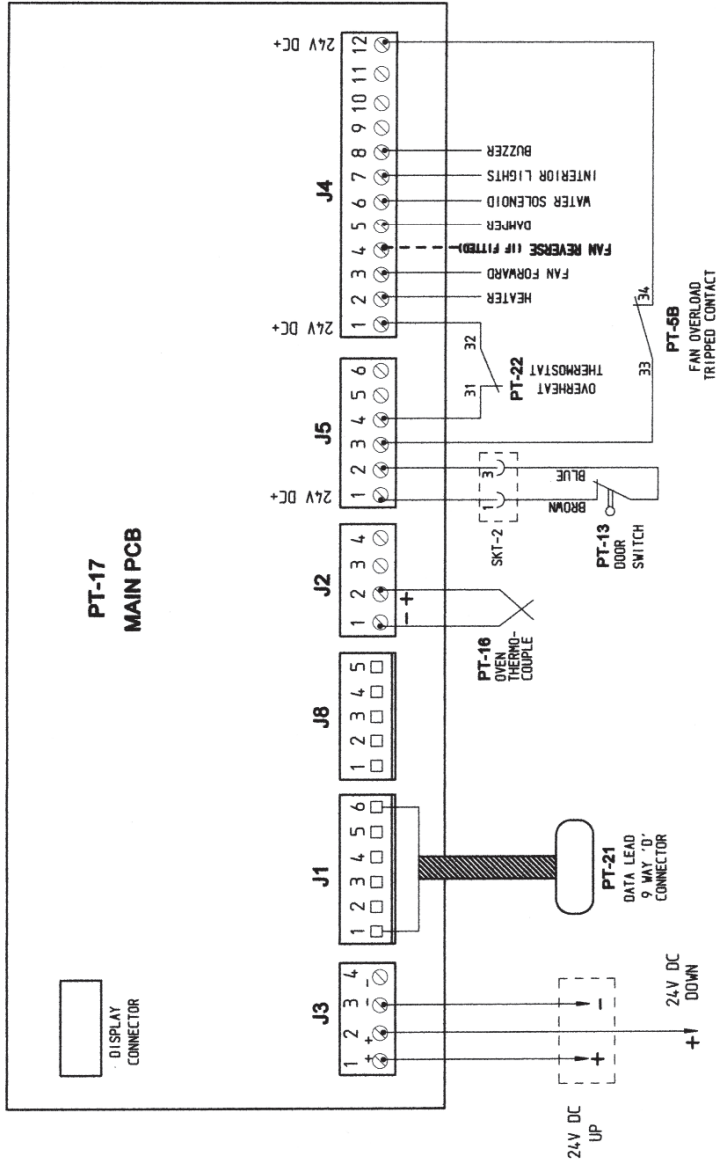 PT-17
MAIN PCB
DISPLAY
CONNECTOR
J3
1 2 3 4
+ + - -
24V DC
UP
+ -
24V DC
DOWN
+
J1
1 2 3 4 5 6
PT-21
DATA LEAD
9 WAY 'D'
CONNECTOR
J8
1 2 3 4 5
J2
1 2 3 4
- +
PT-16
OVEN
THERMO-
COUPLE
J5
24V DC+
1 2 3 4 5 6
SKT-2
1 3
BROWN
BLUE
PT-13
DOOR
SWITCH
31 32
PT-22
OVERHEAT
THERMOSTAT
J4
24V DC+
1 2 3 4 5 6 7 8 9 10 11 12
24V DC+
HEATER
FAN FORWARD
FAN REVERSE (IF FITTED)
DAMPER
WATER SOLENOID
INTERIOR LIGHTS
BUZZER
33 34
PT-5B
FAN OVERLOAD
TRIPPED CONTACT